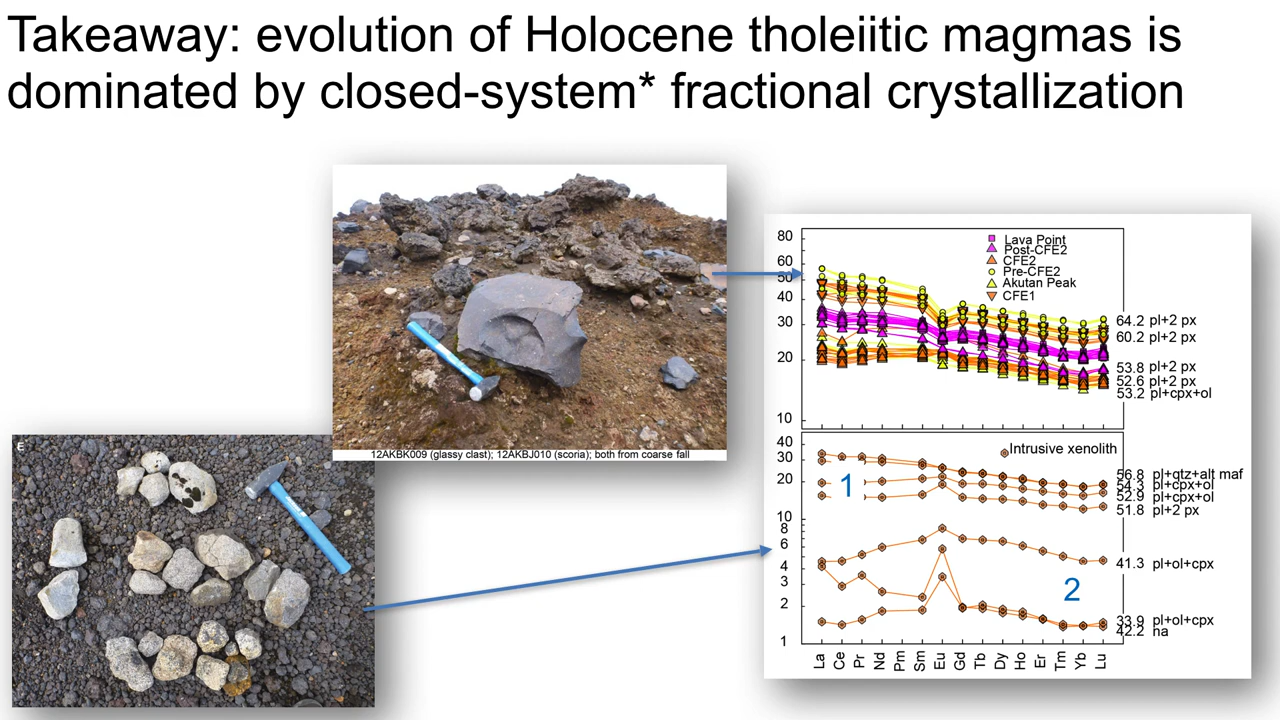 Takeaway: evolution of Holocene tholeiitic magmas is
dominated by closed-system* fractional crystallization
12AKBK009 (glassy clast); 12AKBJ010 (scoria); both from coarse fall
E
80
60
50
40
30
20
10
Lava Point
Post-CFE2
CFE2
Pre-CFE2
Akutan Peak
CFE1
64.2 pl+2 px
60.2 pl+2 px
53.8 pl+2 px
52.6 pl+2 px
53.2 pl+cpx+ol
40
30
20
10
8
6
4
3
2
1
Intrusive xenolith
1
2
56.8 pl+qtz+alt maf
54.3 pl+cpx+ol
52.9 pl+cpx+ol
51.8 pl+2 px
41.3 pl+ol+cpx
33.9 pl+ol+cpx
42.2 na
La Ce Pr Nd Pm Sm Eu Gd Tb Dy Ho Er Tm Yb Lu